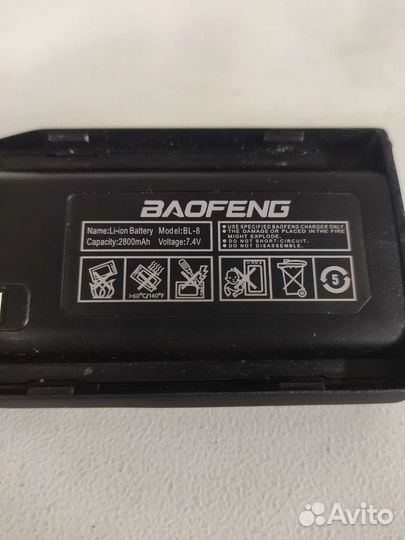 BAOFENG
Name:Li-ion Battery Model:BL-8
Capacity:2800mAh Voltage:7.4V
● USE SPECIFIED BAOFENG CHARGER ONLY
● THE DAMAGE OR PLACED IN THE FIRE
MIGHT EXPLODE.
● DO NOT SHORT-CIRCUIT.
● DO NOT DISASSEMBLE.
>60°C/140°F
5
Avito